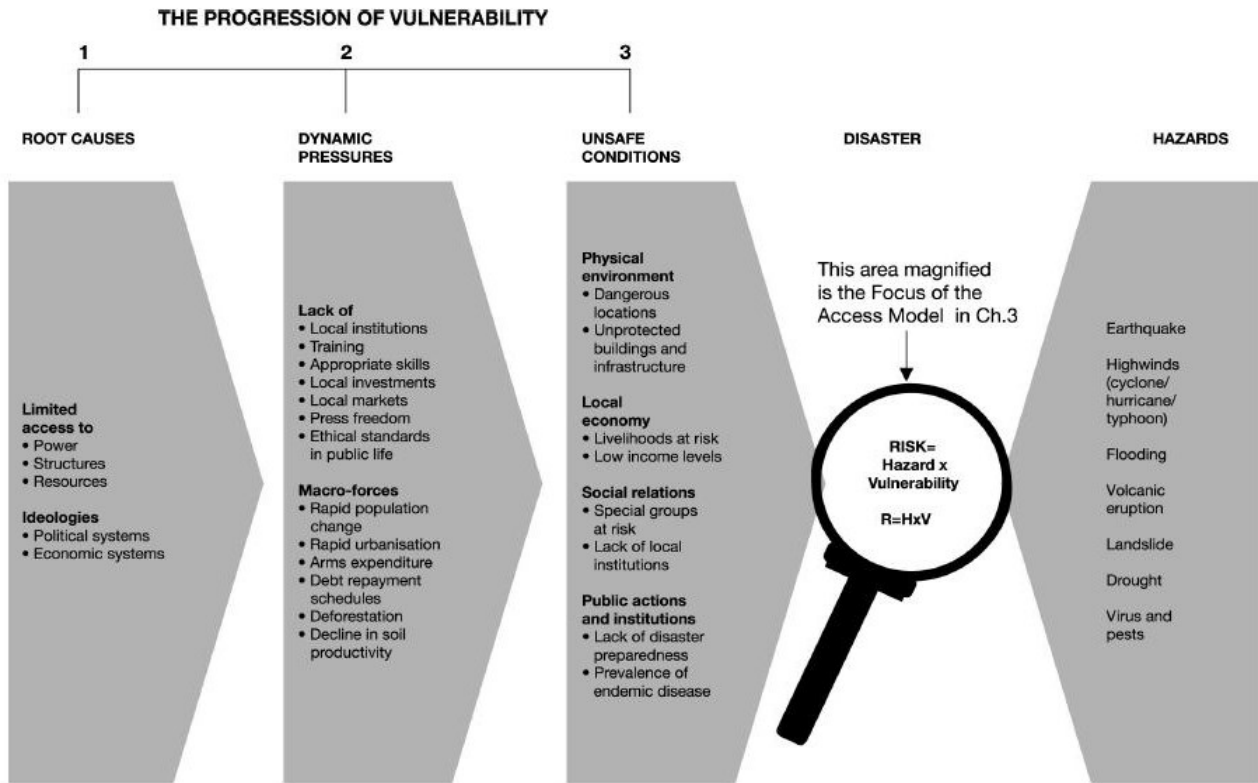 THE PROGRESSION OF VULNERABILITY
1
2
3
ROOT CAUSES
Limited
access to
• Power
• Structures
• Resources
Ideologies
• Political systems
• Economic systems
DYNAMIC
PRESSURES
Lack of
• Local institutions
• Training
• Appropriate skills
• Local investments
• Local markets
• Press freedom
• Ethical standards
in public life
Macro-forces
• Rapid population
change
• Rapid urbanisation
• Arms expenditure
• Debt repayment
schedules
• Deforestation
• Decline in soil
productivity
UNSAFE
CONDITIONS
Physical
environment
• Dangerous
locations
• Unprotected
buildings and
infrastructure
Local
economy
• Livelihoods at risk
• Low income levels
Social relations
• Special groups
at risk
• Lack of local
institutions
Public actions
and institutions
• Lack of disaster
preparedness
• Prevalence of
endemic disease
DISASTER
This area magnified
is the Focus of the
Access Model in Ch.3
RISK=
Hazard x
Vulnerability
R=HxV
HAZARDS
Earthquake
Highwinds
(cyclone/
hurricane/
typhoon)
Flooding
Volcanic
eruption
Landslide
Drought
Virus and
pests